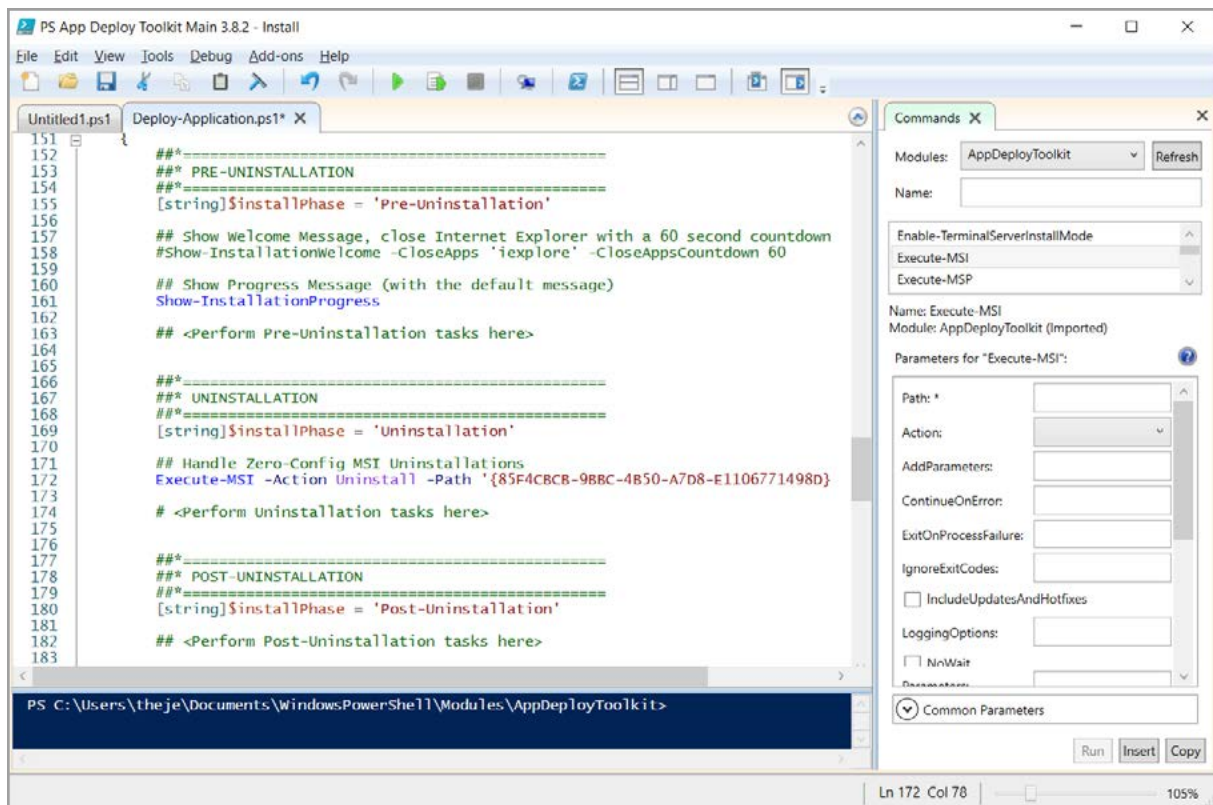 PS App Deploy Toolkit Main 3.8.2 - Install
File Edit View Tools Debug Add-ons Help
Untitled1.ps1 Deploy-Application.ps1* X
151 {
152 ##*===============================================
153 ##* PRE-UNINSTALLATION
154 ##*===============================================
155 [string]$installPhase = 'Pre-Uninstallation'
156
157 ## Show Welcome Message, close Internet Explorer with a 60 second countdown
158 #Show-InstallationWelcome -CloseApps 'iexplore' -CloseAppsCountdown 60
159
160 ## Show Progress Message (with the default message)
161 Show-InstallationProgress
162
163 ## <Perform Pre-Uninstallation tasks here>
164
165
166 ##*===============================================
167 ##* UNINSTALLATION
168 ##*===============================================
169 [string]$installPhase = 'Uninstallation'
170
171 ## Handle Zero-Config MSI Uninstallations
172 Execute-MSI -Action Uninstall -Path '{85F4CBCB-9BBC-4B50-A7D8-E1106771498D}
173
174 # <Perform Uninstallation tasks here>
175
176
177 ##*===============================================
178 ##* POST-UNINSTALLATION
179 ##*===============================================
180 [string]$installPhase = 'Post-Uninstallation'
181
182 ## <Perform Post-Uninstallation tasks here>
183
PS C:\Users\theje\Documents\WindowsPowerShell\Modules\AppDeployToolkit>
Commands X
Modules: AppDeployToolkit Refresh
Name:
Enable-TerminalServerInstallMode
Execute-MSI
Execute-MSP
Name: Execute-MSI
Module: AppDeployToolkit (Imported)
Parameters for "Execute-MSI":
Path: *
Action:
AddParameters:
ContinueOnError:
ExitOnProcessFailure:
IgnoreExitCodes:
IncludeUpdatesAndHotfixes
LoggingOptions:
NoWait
Parameters:
Common Parameters
Run Insert Copy
Ln 172 Col 78 105%